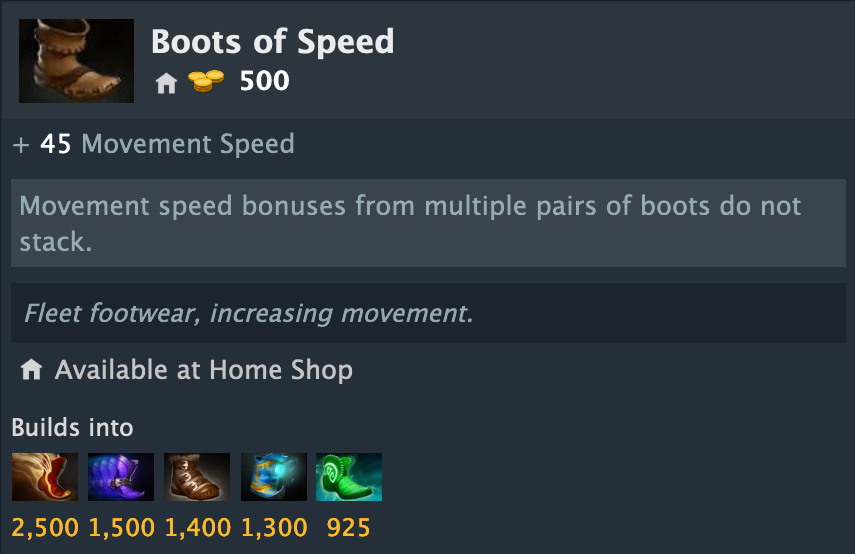 Boots of Speed
500
+ 45 Movement Speed
Movement speed bonuses from multiple pairs of boots do not
stack.
Fleet footwear, increasing movement.
Available at Home Shop
Builds into
2,500 1,500 1,400 1,300 925